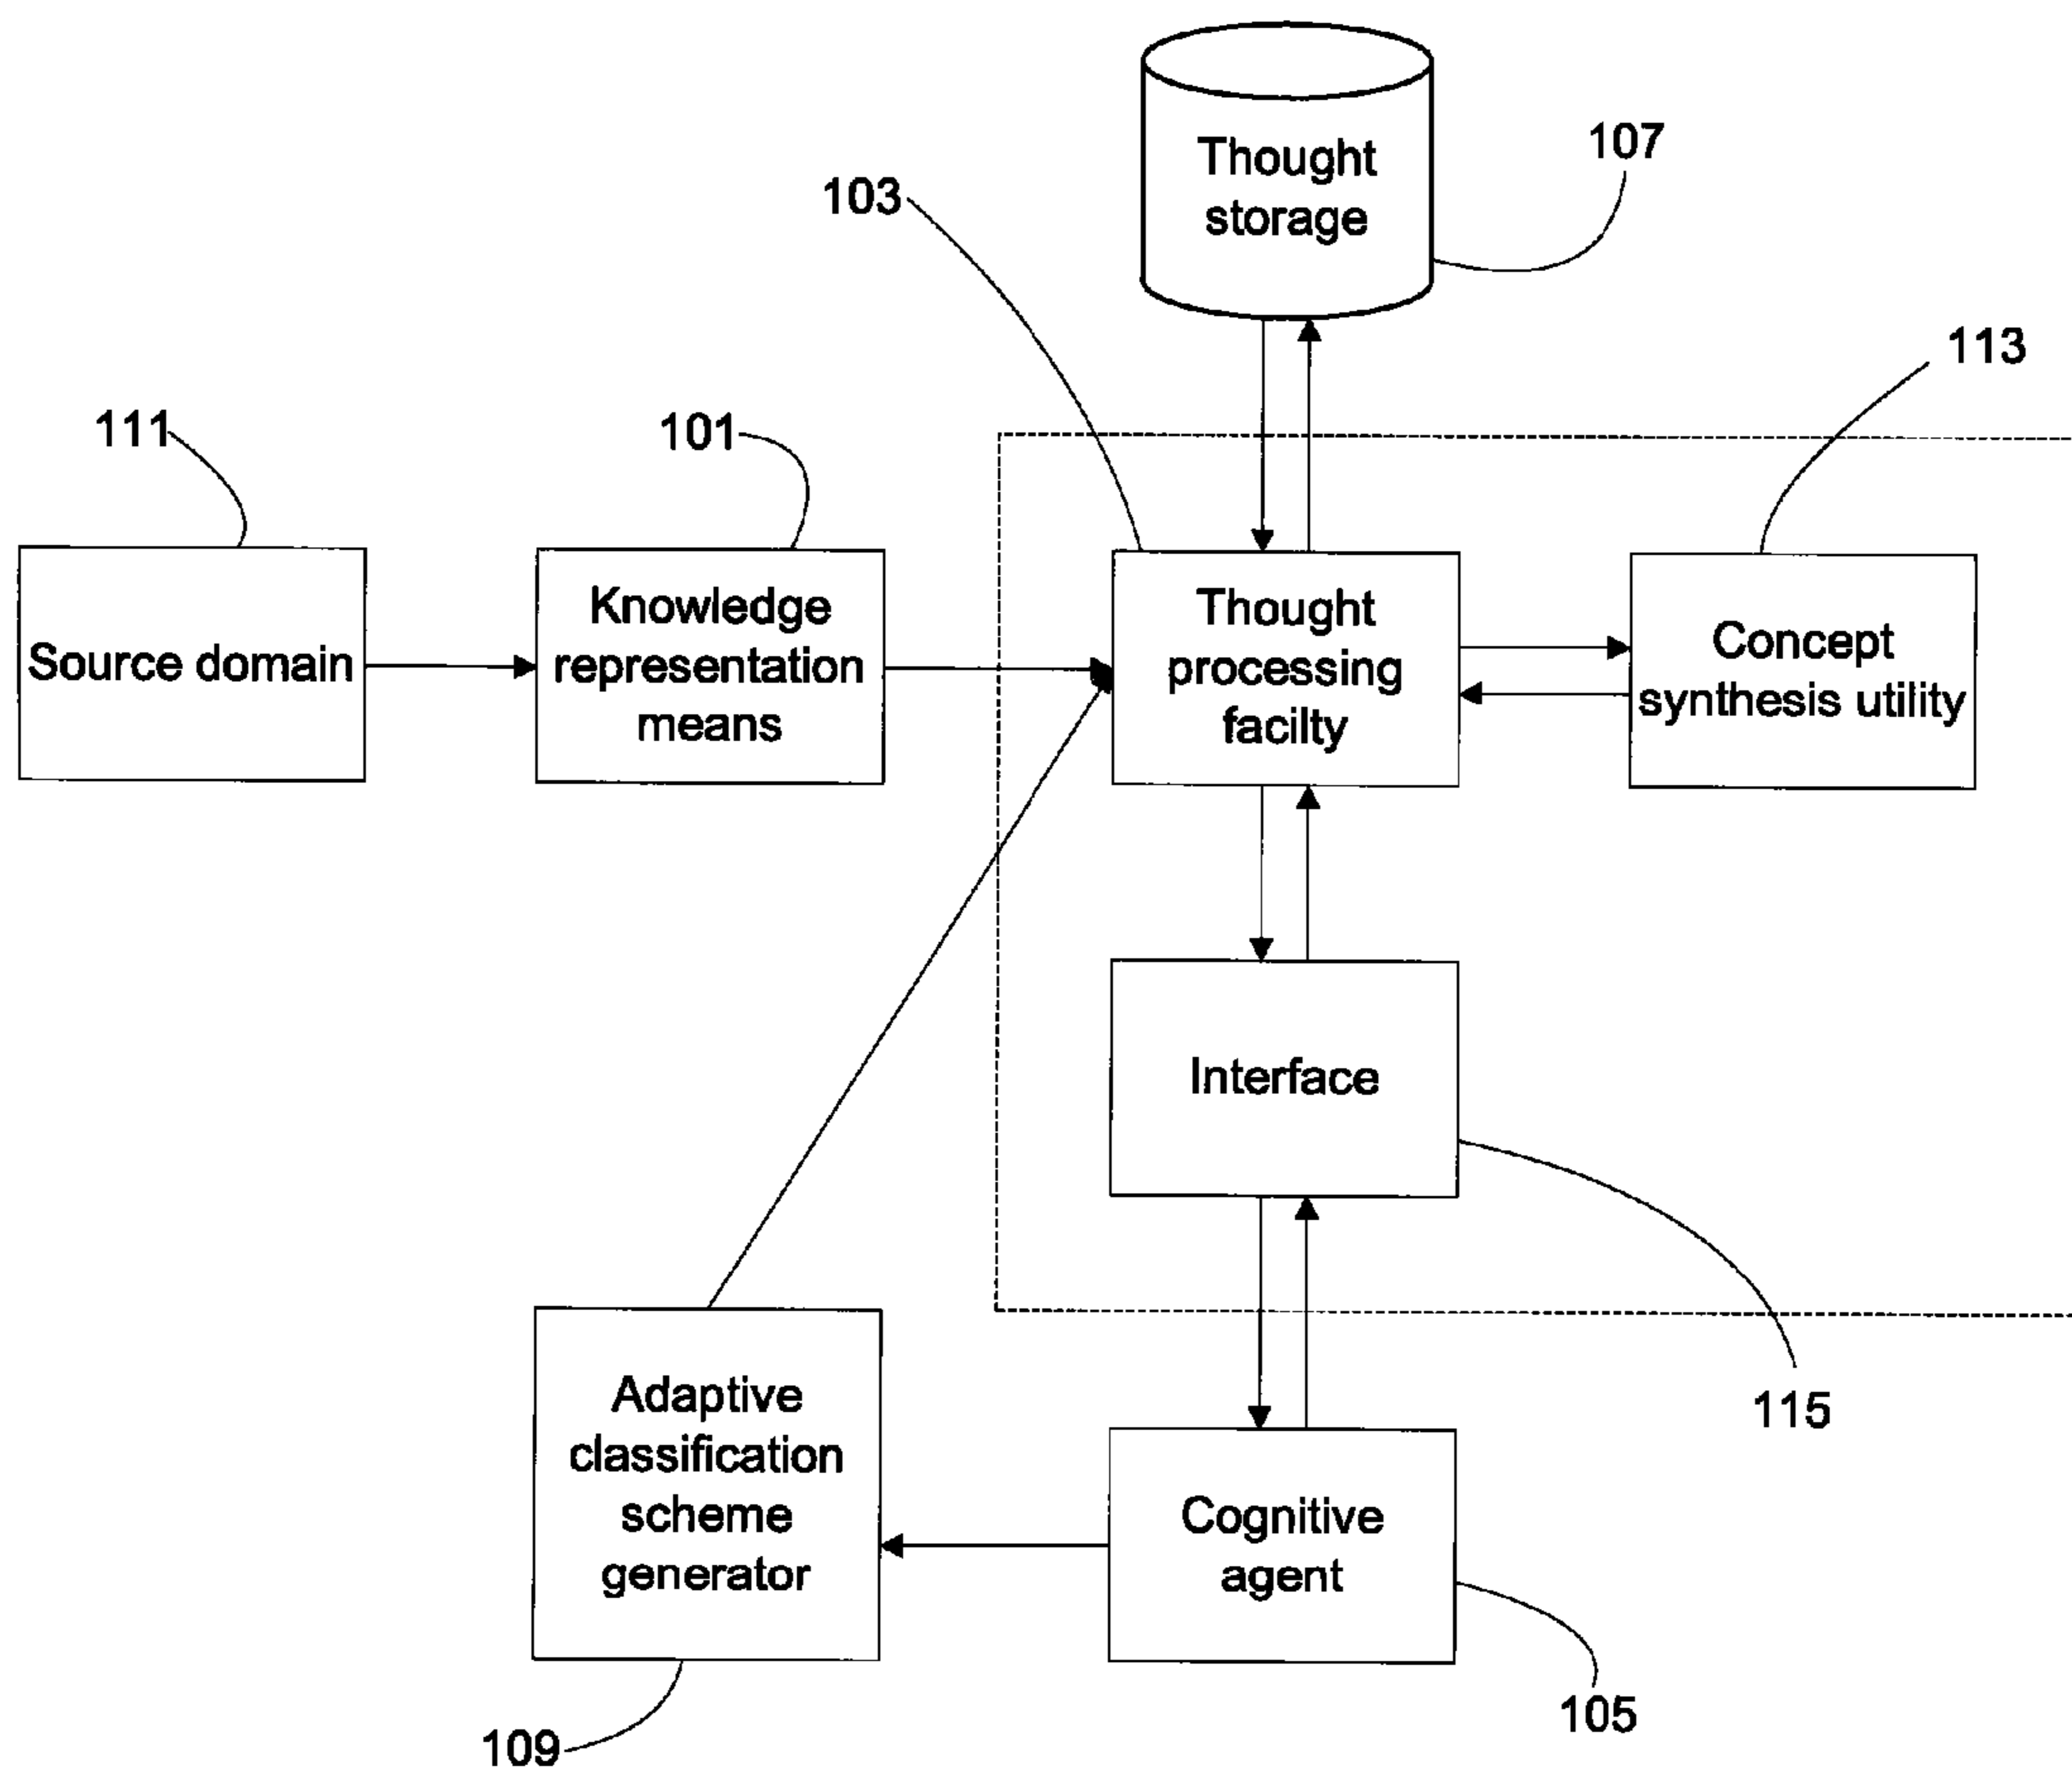 Thought
storage
107
103
113
111
101
Source domain
Knowledge
representation
means
Thought
processing
facilty
Concept
synthesis utility
Interface
115
Adaptive
classification
scheme
generator
Cognitive
agent
105
109